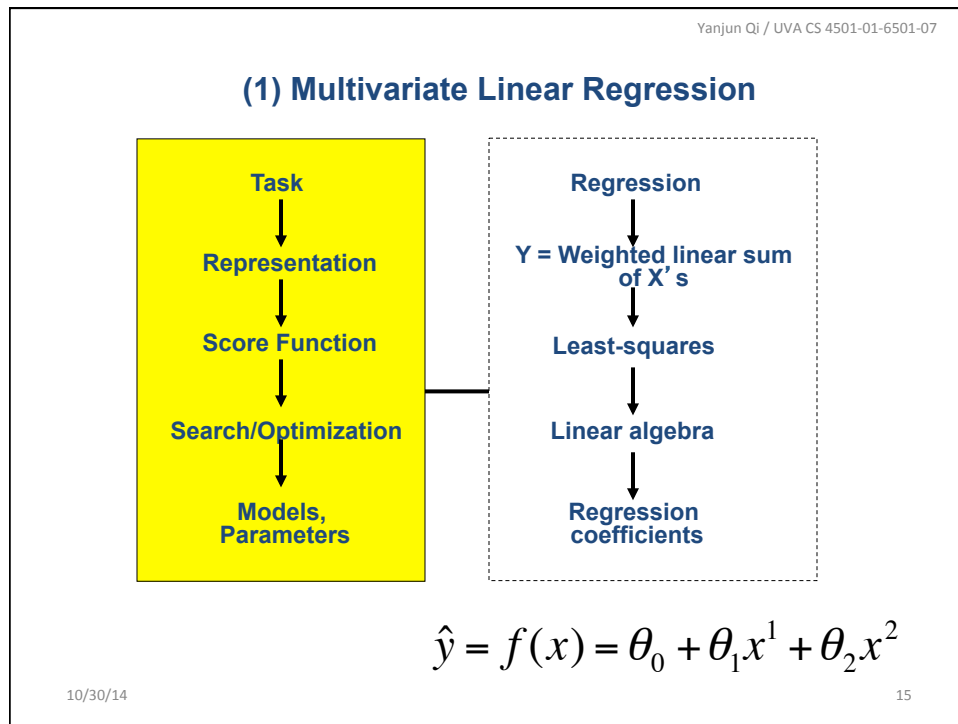 Yanjun Qi / UVA CS 4501-01-6501-07
(1) Multivariate Linear Regression
Task
Representation
Score Function
Search/Optimization
Models,
Parameters
Regression
Y = Weighted linear sum
of X's
Least-squares
Linear algebra
Regression
coefficients
ŷ = f(x) = θ₀ + θ₁x¹ + θ₂x²
10/30/14
15